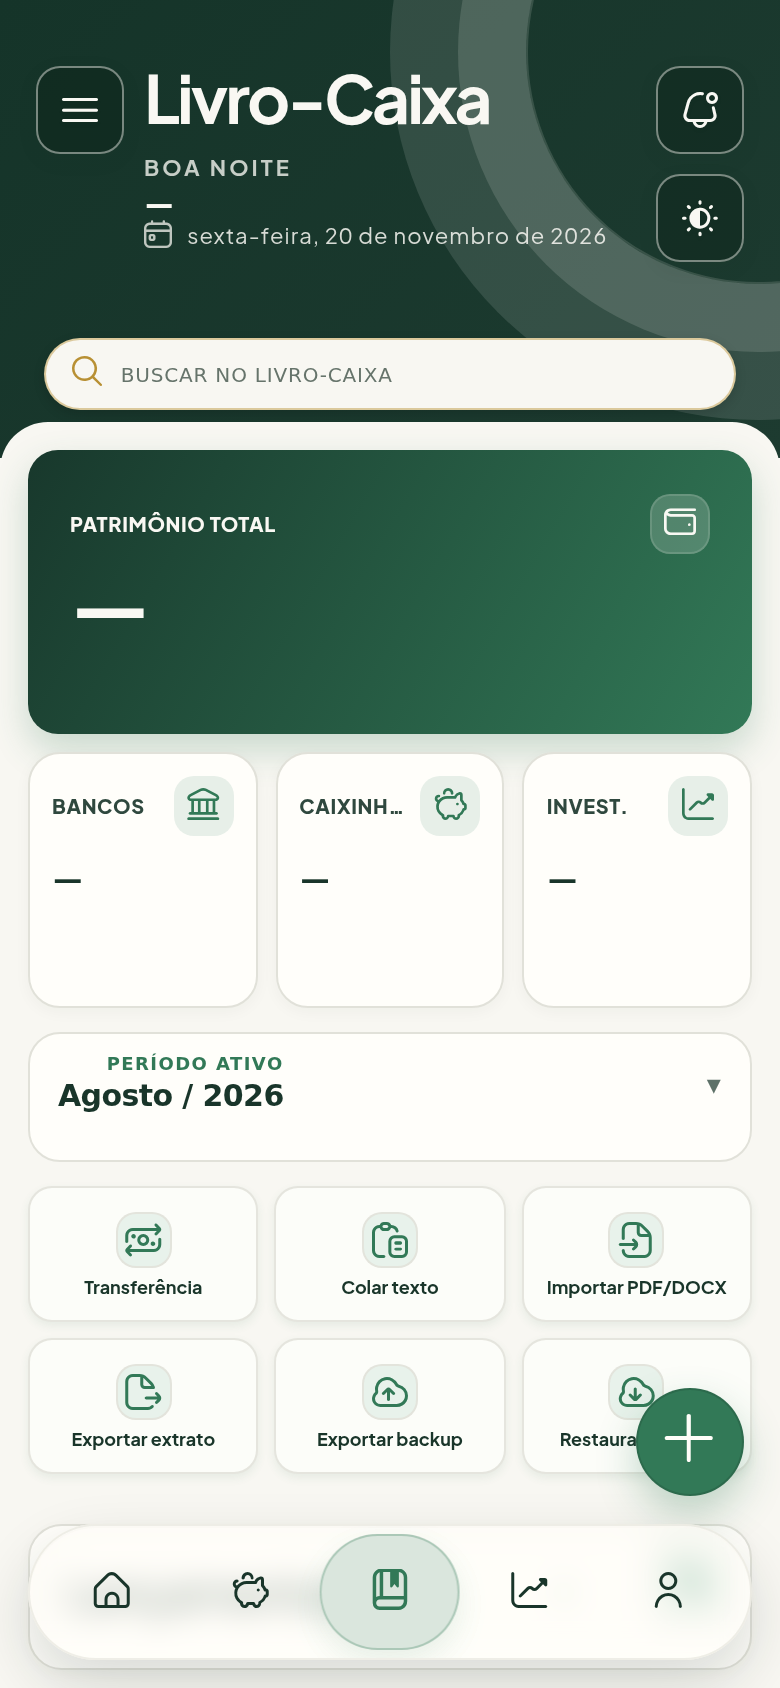 Livro-Caixa
BOA NOITE
—
sexta-feira, 20 de novembro de 2026
BUSCAR NO LIVRO-CAIXA
PATRIMÔNIO TOTAL
—
BANCOS
CAIXINH…
INVEST.
—
—
—
PERÍODO ATIVO
Agosto / 2026
▼
Transferência
Colar texto
Importar PDF/DOCX
Exportar extrato
Exportar backup